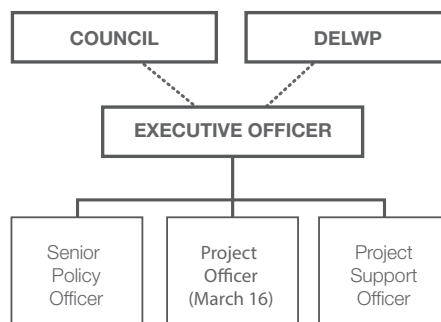 COUNCIL
DELWP
EXECUTIVE OFFICER
Senior
Policy
Officer
Project
Officer
(March 16)
Project
Support
Officer